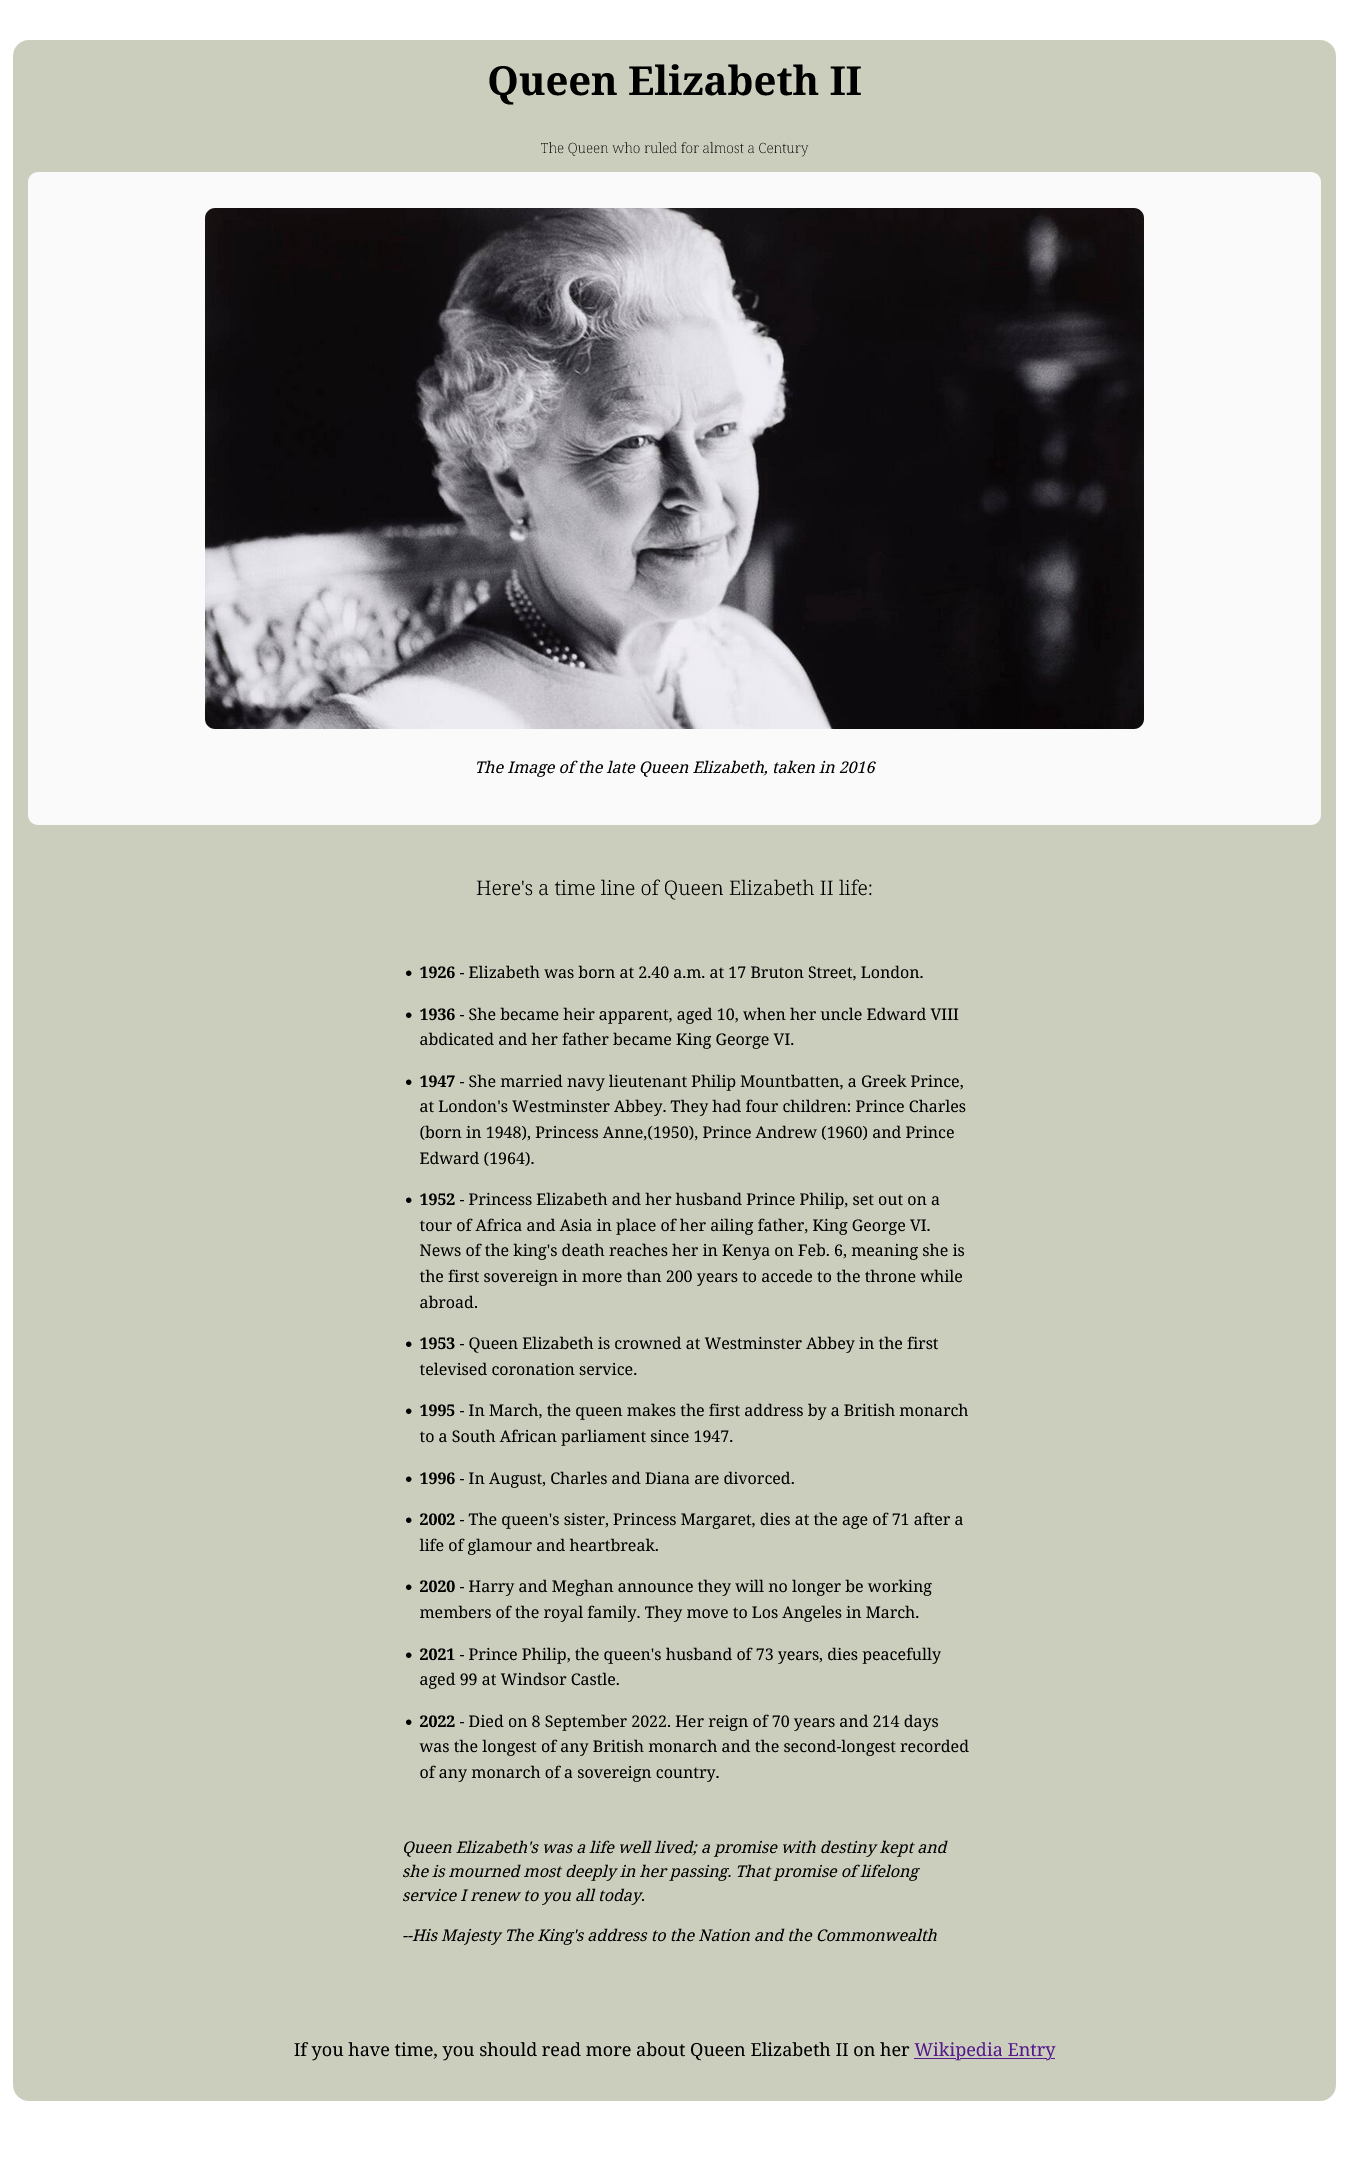 Queen Elizabeth II
The Queen who ruled for almost a Century
The Image of the late Queen Elizabeth, taken in 2016
Here's a time line of Queen Elizabeth II life:
• 1926 - Elizabeth was born at 2.40 a.m. at 17 Bruton Street, London.
• 1936 - She became heir apparent, aged 10, when her uncle Edward VIII
abdicated and her father became King George VI.
• 1947 - She married navy lieutenant Philip Mountbatten, a Greek Prince,
at London's Westminster Abbey. They had four children: Prince Charles
(born in 1948), Princess Anne,(1950), Prince Andrew (1960) and Prince
Edward (1964).
• 1952 - Princess Elizabeth and her husband Prince Philip, set out on a
tour of Africa and Asia in place of her ailing father, King George VI.
News of the king's death reaches her in Kenya on Feb. 6, meaning she is
the first sovereign in more than 200 years to accede to the throne while
abroad.
• 1953 - Queen Elizabeth is crowned at Westminster Abbey in the first
televised coronation service.
• 1995 - In March, the queen makes the first address by a British monarch
to a South African parliament since 1947.
• 1996 - In August, Charles and Diana are divorced.
• 2002 - The queen's sister, Princess Margaret, dies at the age of 71 after a
life of glamour and heartbreak.
• 2020 - Harry and Meghan announce they will no longer be working
members of the royal family. They move to Los Angeles in March.
• 2021 - Prince Philip, the queen's husband of 73 years, dies peacefully
aged 99 at Windsor Castle.
• 2022 - Died on 8 September 2022. Her reign of 70 years and 214 days
was the longest of any British monarch and the second-longest recorded
of any monarch of a sovereign country.
Queen Elizabeth's was a life well lived; a promise with destiny kept and
she is mourned most deeply in her passing. That promise of lifelong
service I renew to you all today.
--His Majesty The King's address to the Nation and the Commonwealth
If you have time, you should read more about Queen Elizabeth II on her Wikipedia Entry